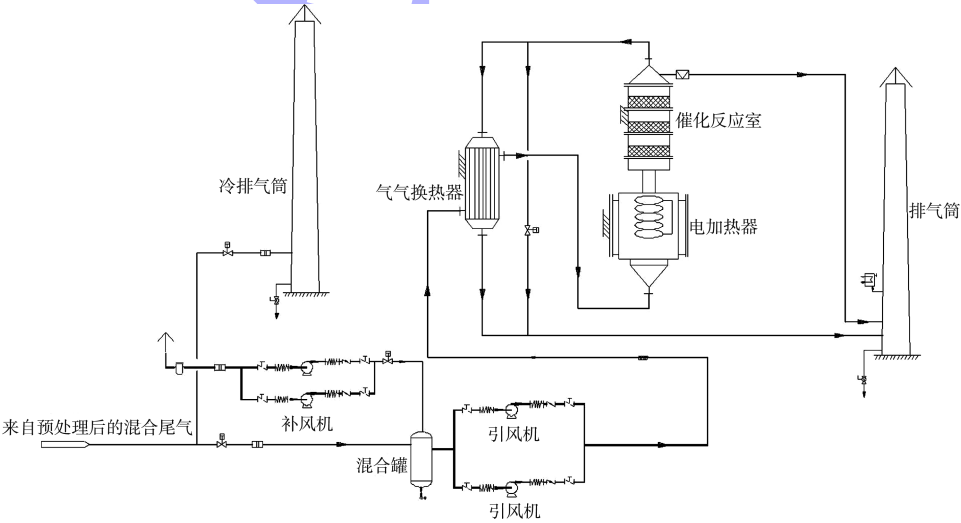 催化反应室
冷排气筒
气气换热器
排气筒
电加热器
补风机
来自预处理后的混合尾气
引风机
混合罐
引风机